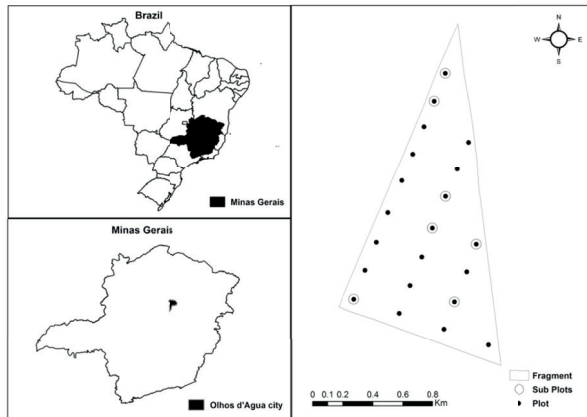 Brazil
Minas Gerais
Minas Gerais
Olhos d'Agua city
N
W E
S
Fragment
Sub Plots
Plot
0 0.1 0.2 0.4 0.6 0.8
Km